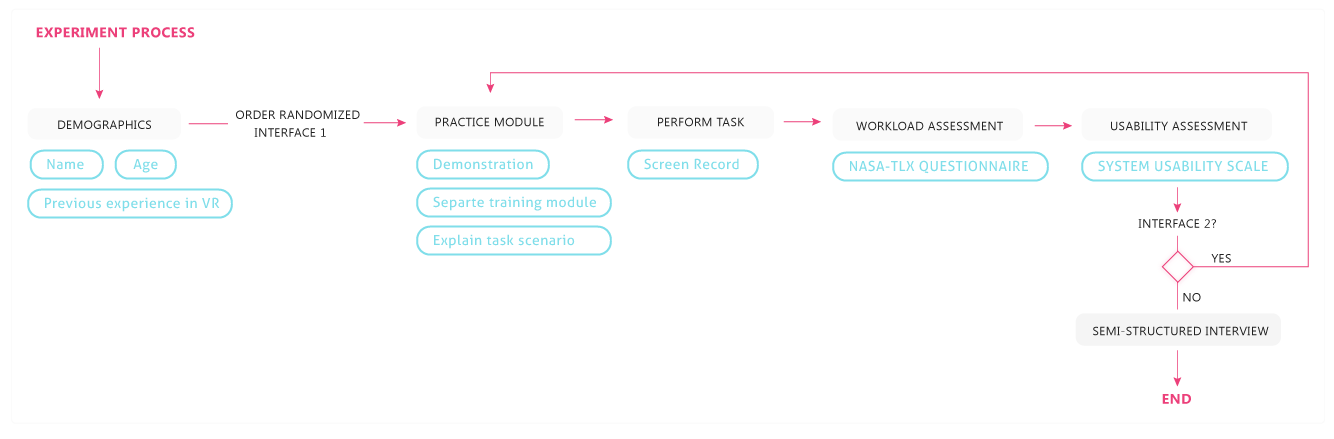 EXPERIMENT PROCESS
DEMOGRAPHICS
Name
Age
Previous experience in VR
ORDER RANDOMIZED
INTERFACE 1
PRACTICE MODULE
Demonstration
Separte training module
Explain task scenario
PERFORM TASK
Screen Record
WORKLOAD ASSESSMENT
NASA-TLX QUESTIONNAIRE
USABILITY ASSESSMENT
SYSTEM USABILITY SCALE
INTERFACE 2?
YES
NO
SEMI-STRUCTURED INTERVIEW
END